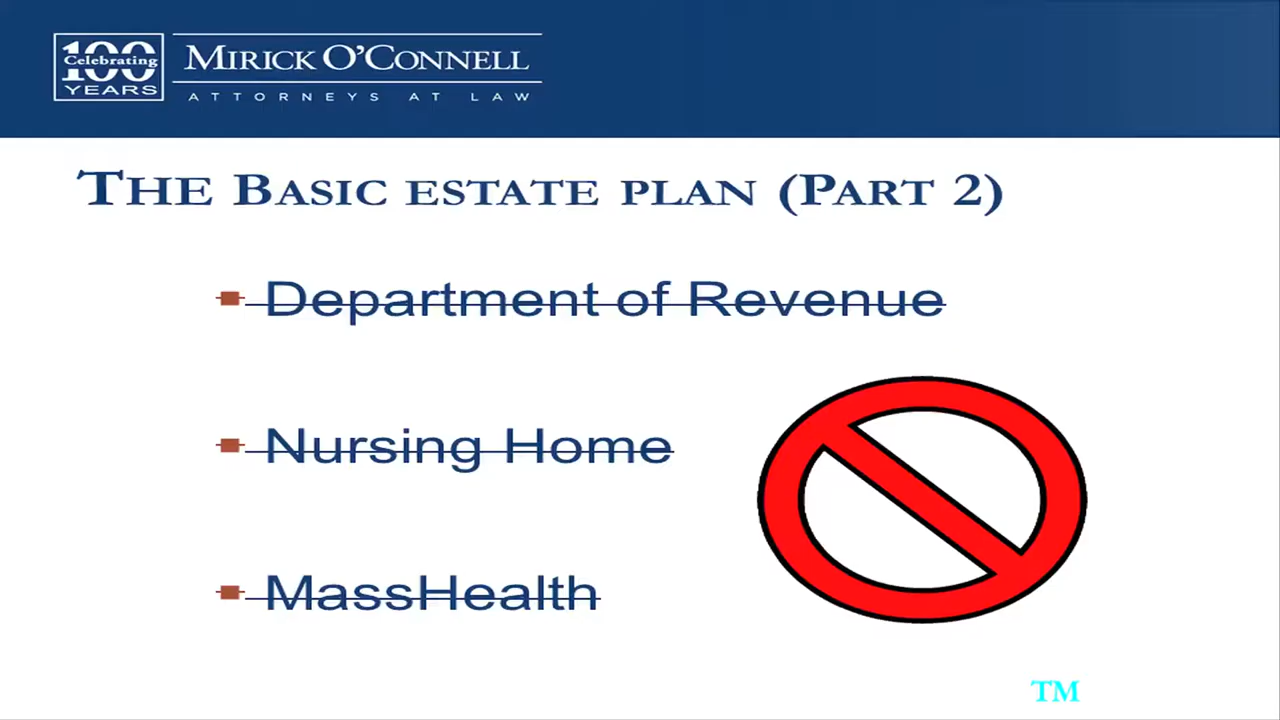 100
Celebrating
YEARS
MIRICK O'CONNELL
ATTORNEYS AT LAW
THE BASIC ESTATE PLAN (PART 2)
Department of Revenue
Nursing Home
MassHealth
TM